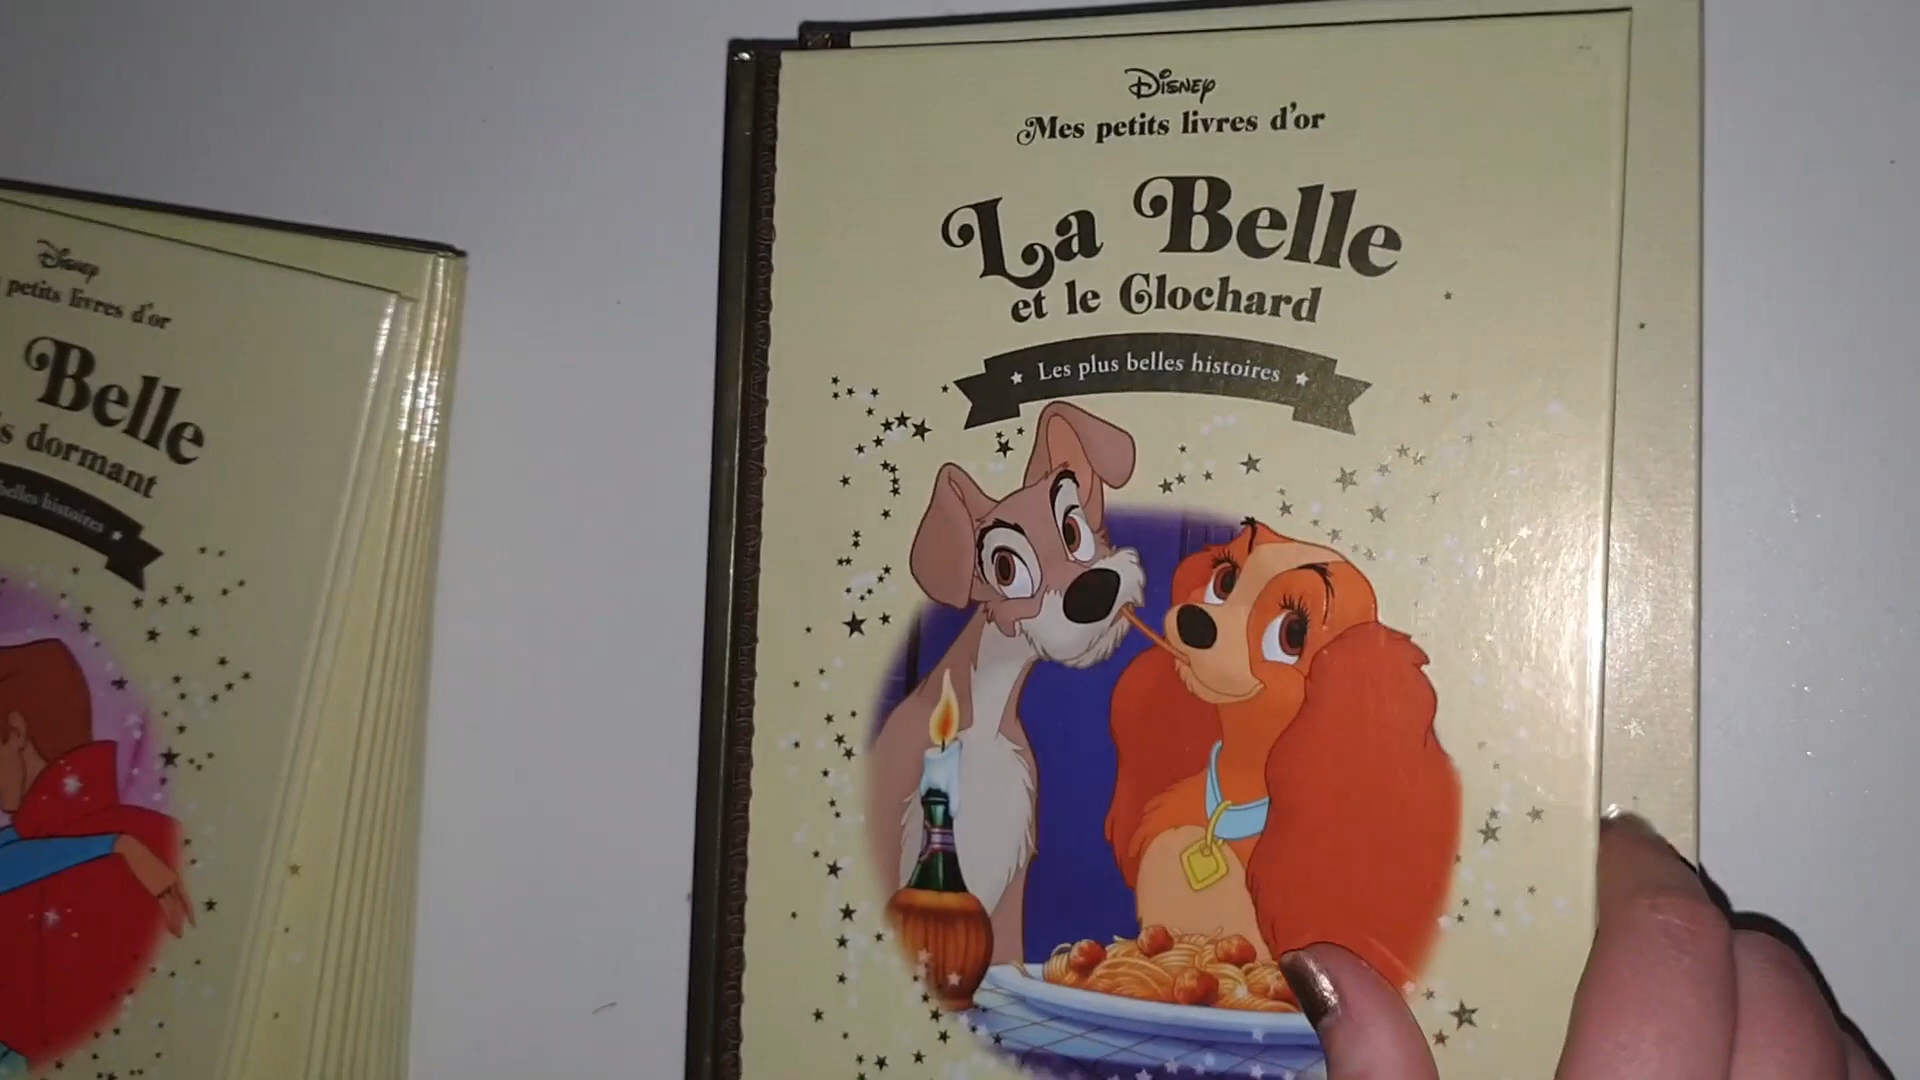 Disney
petits livres d'or
Belle
s dormant
belles histoires
Disney
Mes petits livres d'or
La Belle
et le Clochard
Les plus belles histoires